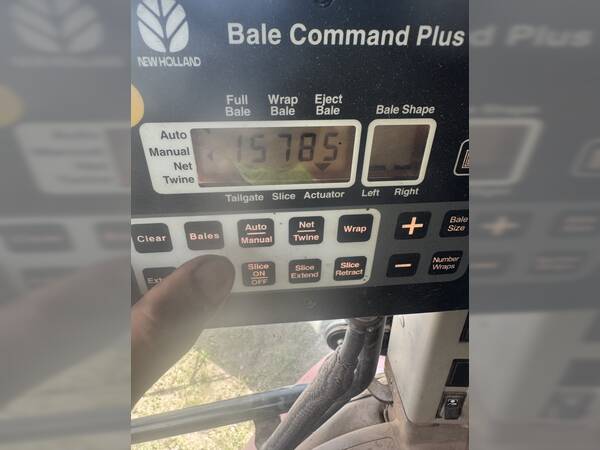 NEW HOLLAND
Bale Command Plus
Full Bale
Wrap Bale
Eject Bale
Bale Shape
Auto
Manual
Net
Twine
15785
Tailgate Slice Actuator
Left Right
Clear
Bales
Auto Manual
Net Twine
Wrap
+
Bale Size
Slice ON OFF
Slice Extend
Slice Retract
-
Number Wraps